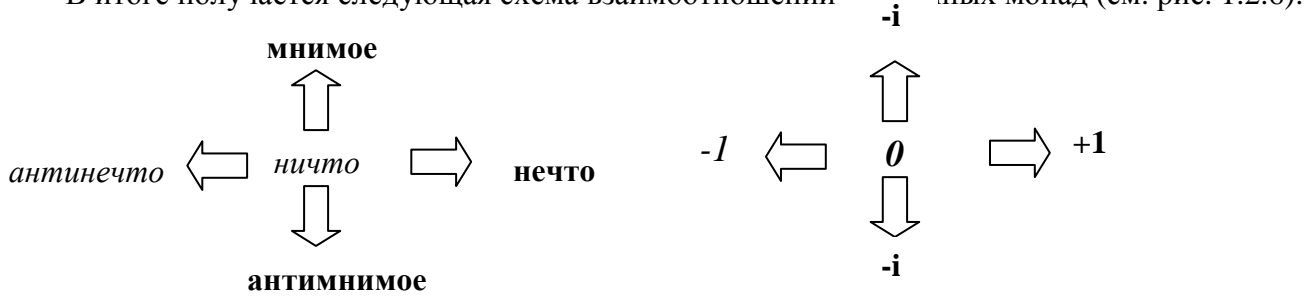 В итоге получается следующая схема взаимоотношений ных монад (см. рис. 1.2.6).
-i
мнимое
антинечто ничто нечто -1 0 +1
-i
антимнимое